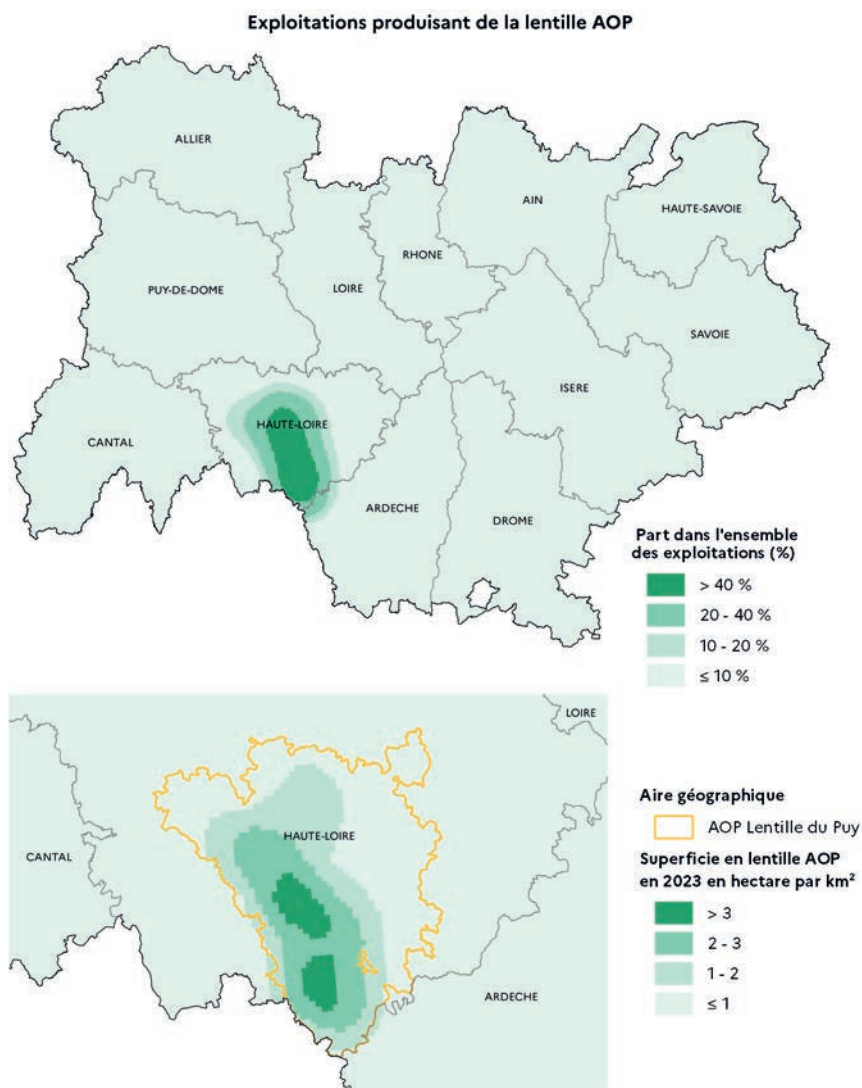 Exploitations produisant de la lentille AOP
ALLIER
AIN
HAUTE-SAVOIE
RHONE
PUY-DE-DOME
LOIRE
SAVOIE
ISERE
HAUTE-LOIRE
CANTAL
ARDECHE
DROME
Part dans l'ensemble
des exploitations (%)
> 40 %
20 - 40 %
10 - 20 %
≤ 10 %
LOIRE
HAUTE-LOIRE
CANTAL
ARDECHE
Aire géographique
AOP Lentille du Puy
Superficie en lentille AOP
en 2023 en hectare par km²
> 3
2 - 3
1 - 2
≤ 1